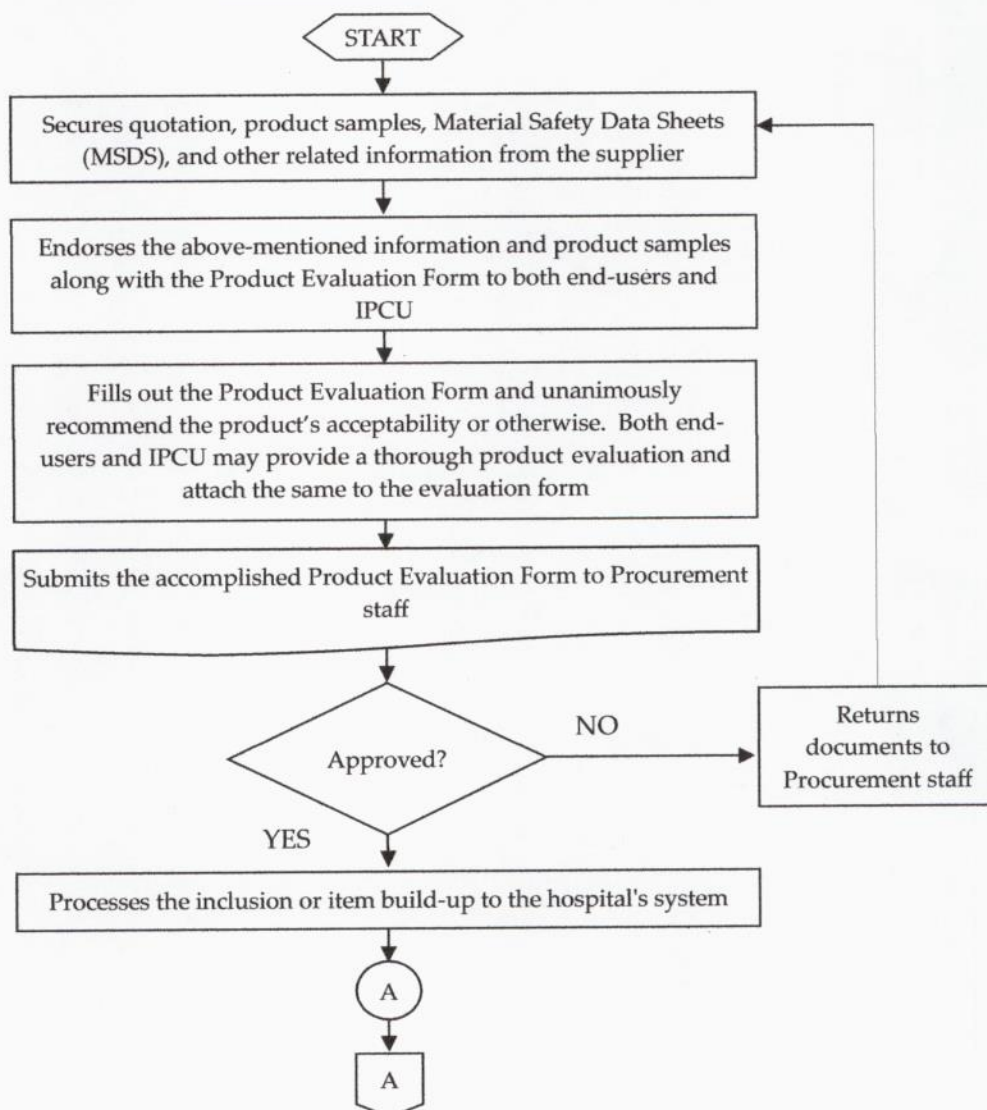 START
Secures quotation, product samples, Material Safety Data Sheets
(MSDS), and other related information from the supplier
Endorses the above-mentioned information and product samples
along with the Product Evaluation Form to both end-users and
IPCU
Fills out the Product Evaluation Form and unanimously
recommend the product's acceptability or otherwise. Both end-
users and IPCU may provide a thorough product evaluation and
attach the same to the evaluation form
Submits the accomplished Product Evaluation Form to Procurement
staff
Approved?
NO
Returns
documents to
Procurement staff
YES
Processes the inclusion or item build-up to the hospital's system
A
A